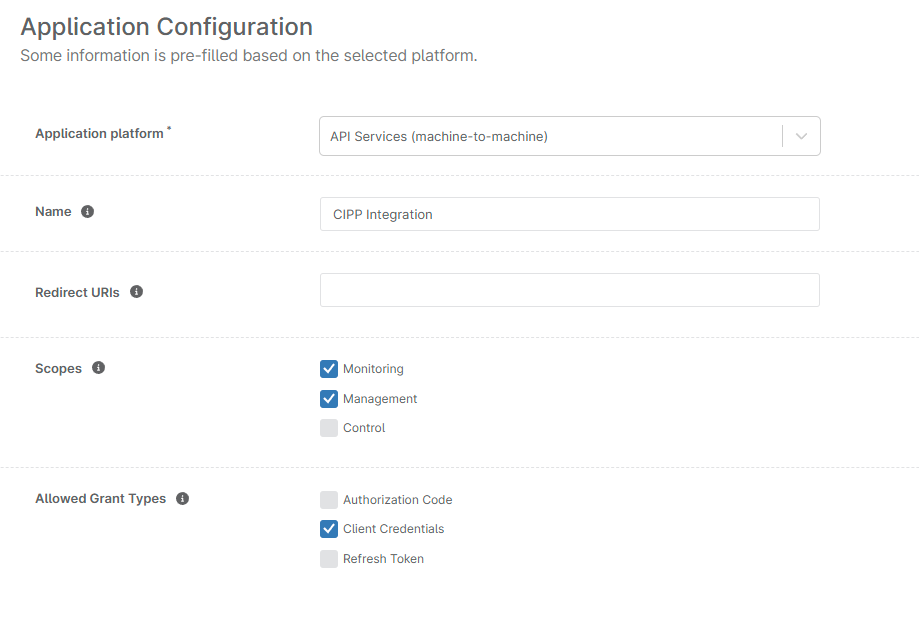 Application Configuration
Some information is pre-filled based on the selected platform.
Application platform *
API Services (machine-to-machine)
Name
CIPP Integration
Redirect URIs
Scopes
Monitoring
Management
Control
Allowed Grant Types
Authorization Code
Client Credentials
Refresh Token